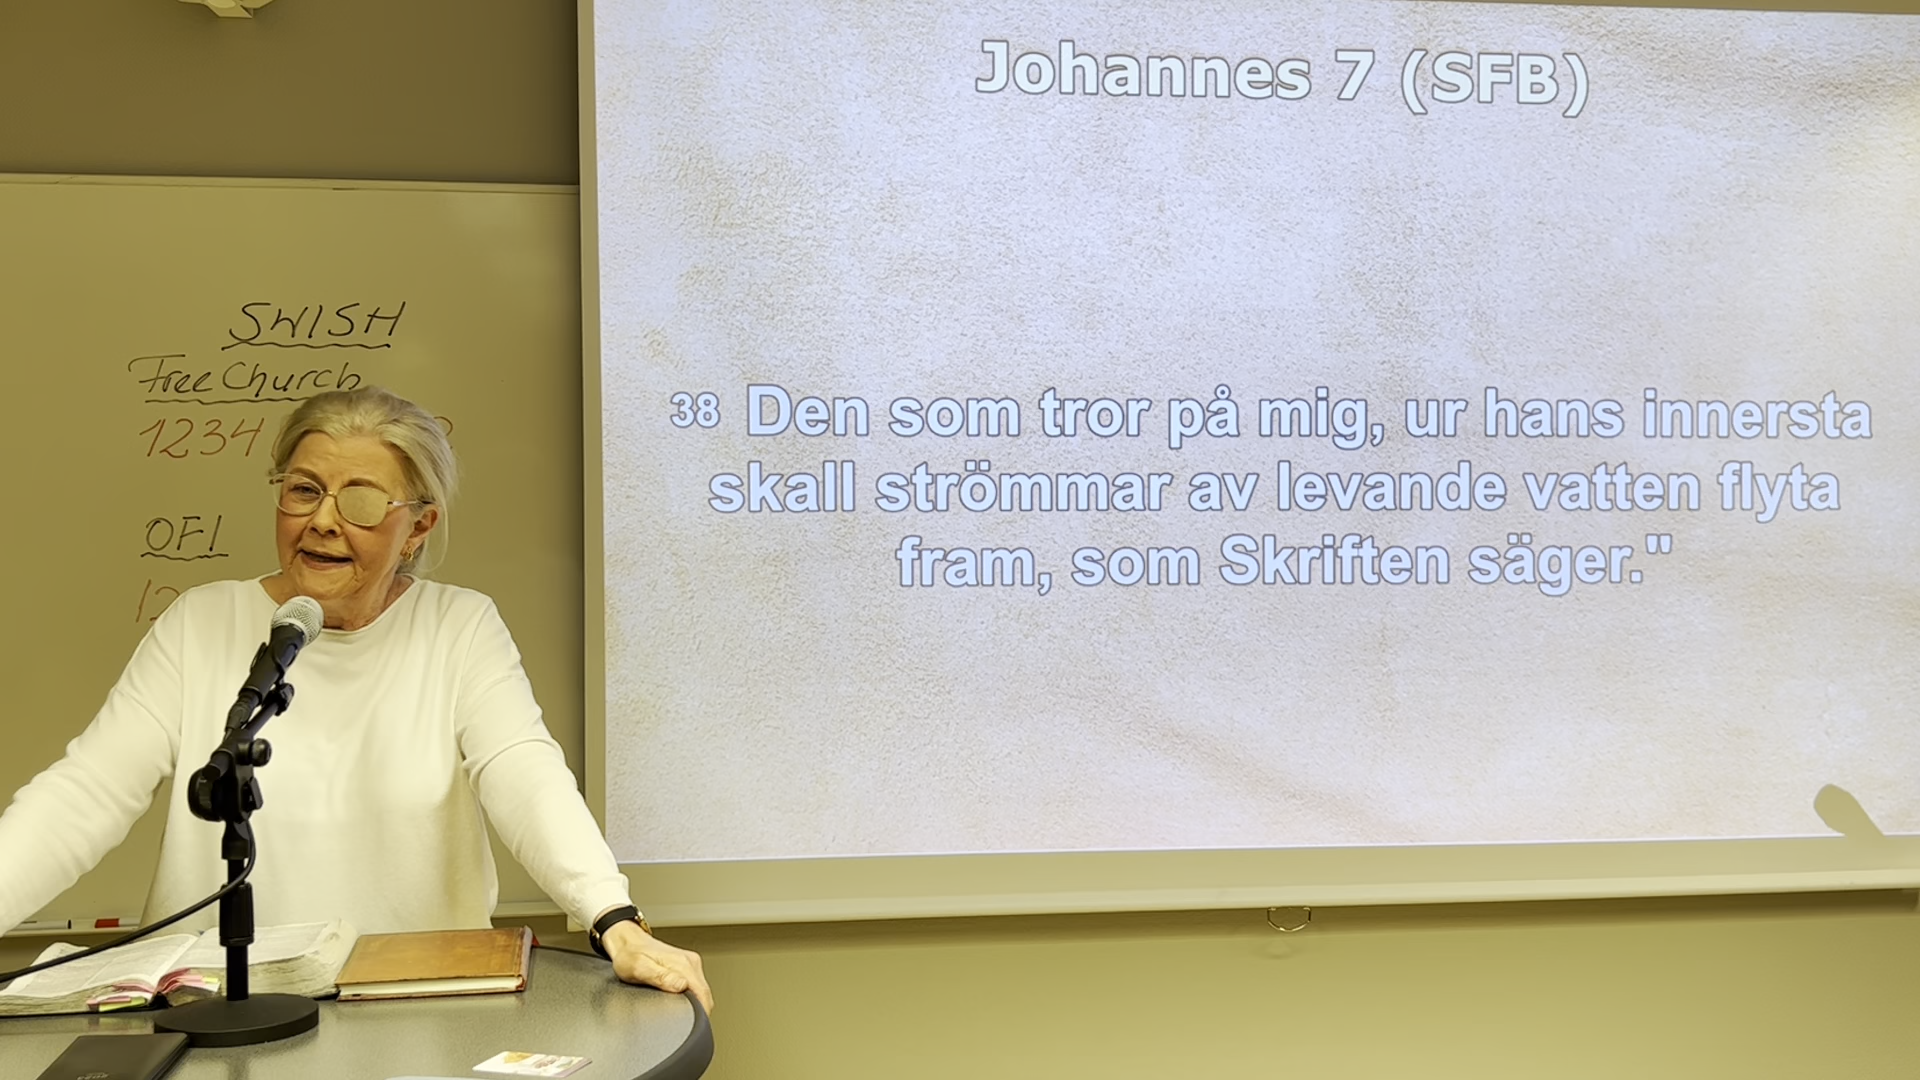 Johannes 7 (SFB)
38 Den som tror på mig, ur hans innersta
skall strömmar av levande vatten flyta
fram, som Skriften säger."
SWISH
Free Church
1234
OFI